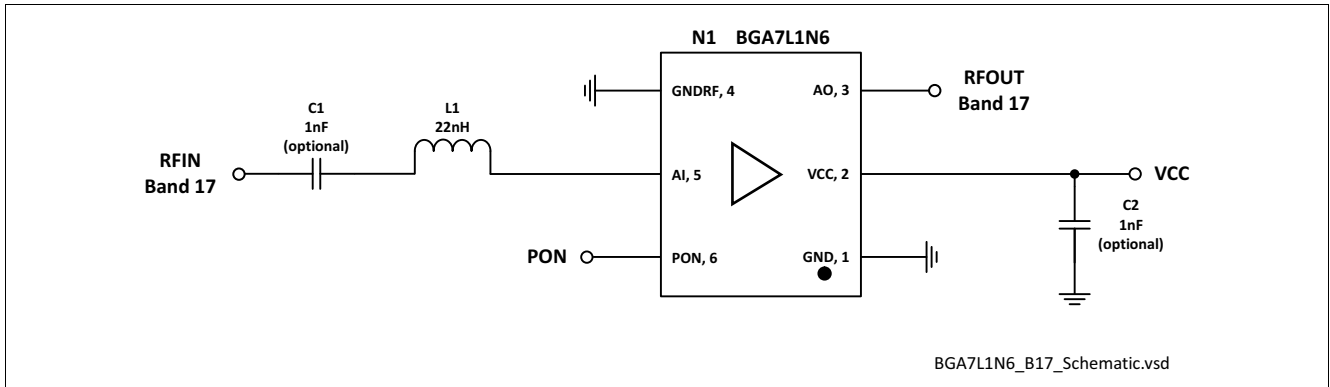 N1 BGA7L1N6
GNDRF, 4
AO, 3
RFOUT
Band 17
C1
1nF
(optional)
L1
22nH
RFIN
Band 17
AI, 5
VCC, 2
VCC
C2
1nF
(optional)
PON
PON, 6
GND, 1
BGA7L1N6_B17_Schematic.vsd